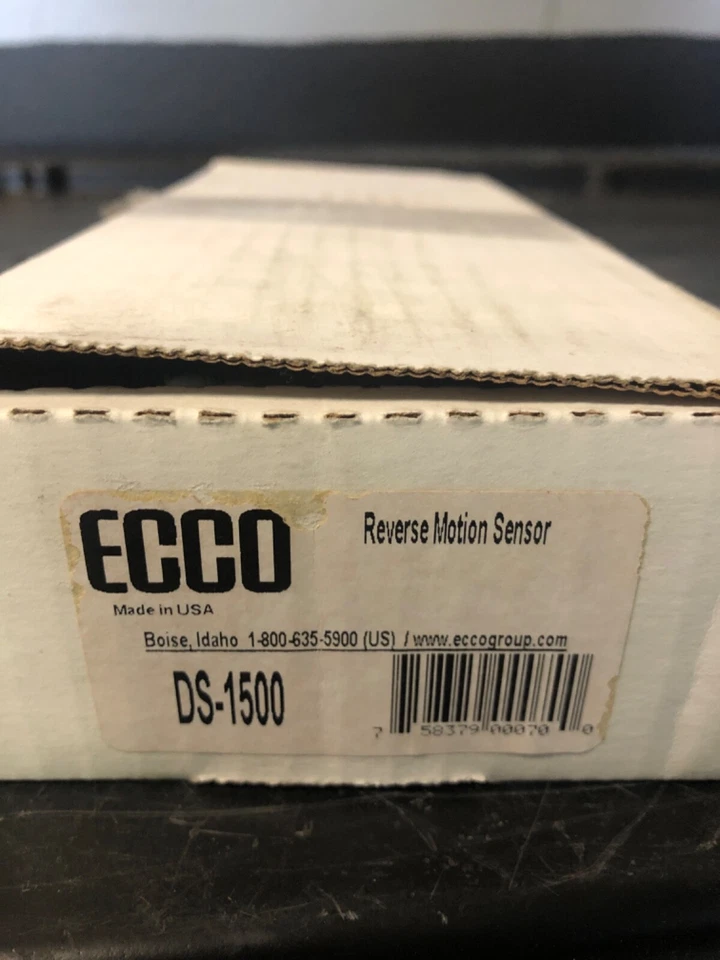 ECCO
Reverse Motion Sensor
Made in USA
Boise, Idaho 1-800-635-5900 (US) / www.eccogroup.com
DS-1500
7 58379 00070 0